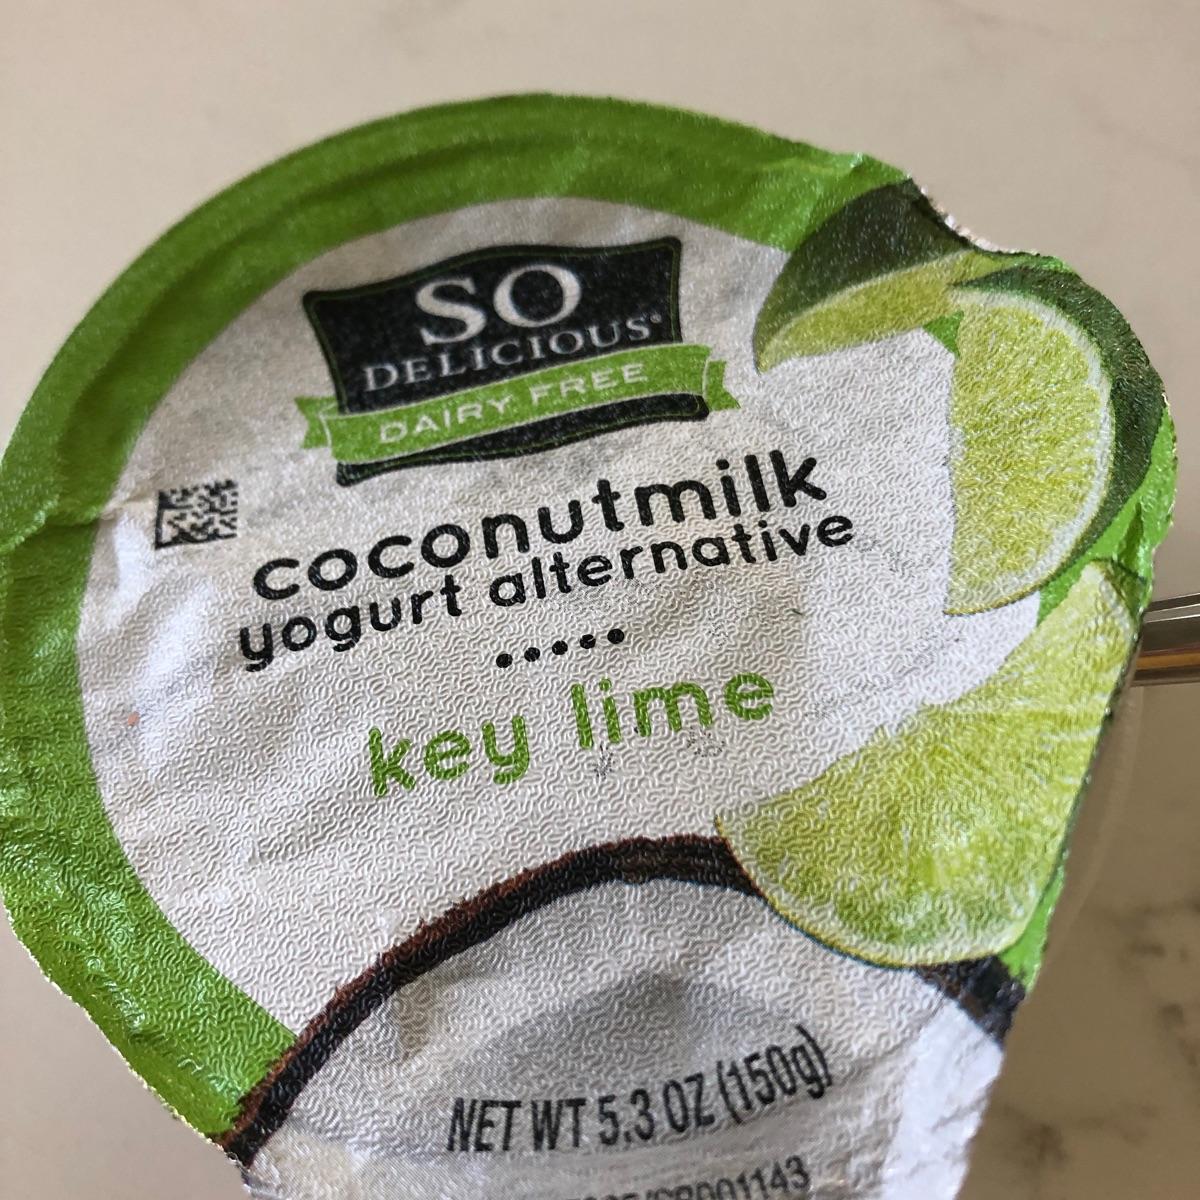 SO
DELICIOUS®
DAIRY FREE
coconutmilk
yogurt alternative
key lime
NET WT 5.3 OZ (150g)